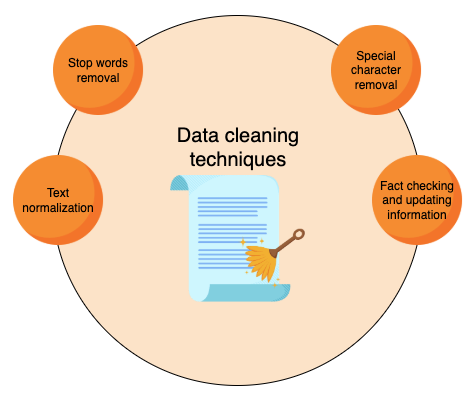 Stop words
removal
Special
character
removal
Data cleaning
techniques
Text
normalization
Fact checking
and updating
information